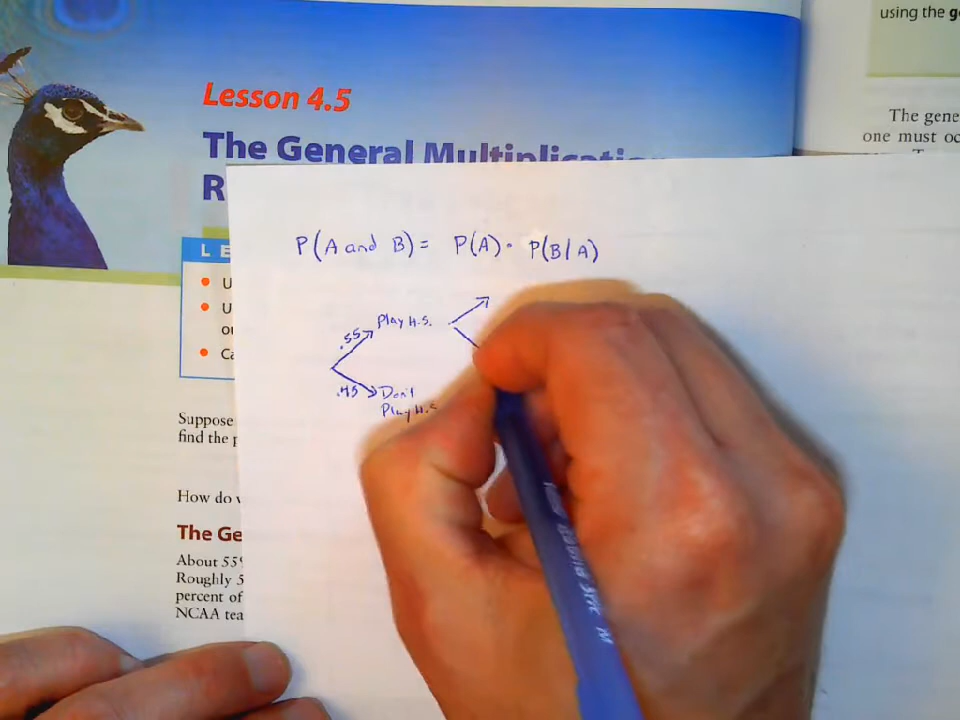 using the
Lesson 4.5
The gene
one must oc
The General Multiplicatio
R
P(A and B) = P(A) · P(B|A)
L E
U
U
ou
Ca
.55 Play H.S.
.45 Don't
Play H.S
Suppose
find the p
How do
The Ge
About 55
Roughly 5
percent of
NCAA tea